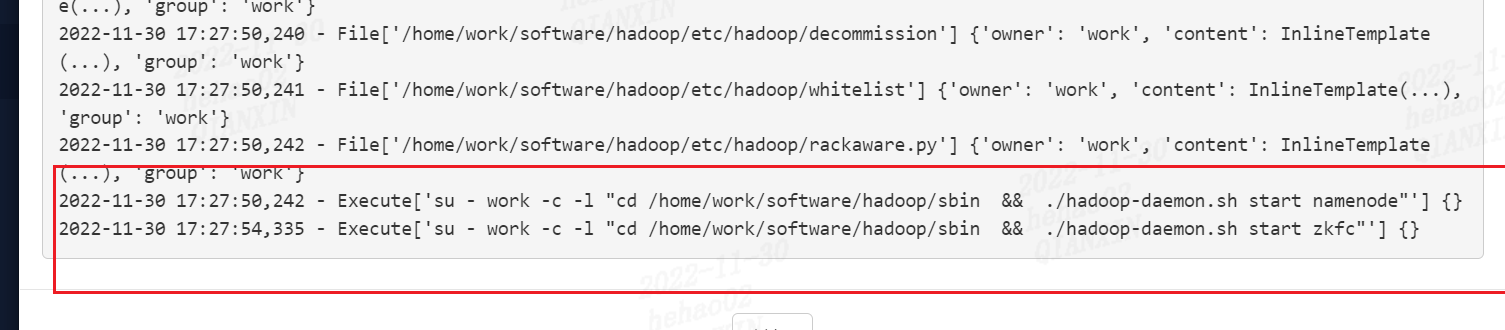 e(...), 'group': 'work'}
2022-11-30 17:27:50,240 - File['/home/work/software/hadoop/etc/hadoop/decommission'] {'owner': 'work', 'content': InlineTemplate
(...), 'group': 'work'}
2022-11-30 17:27:50,241 - File['/home/work/software/hadoop/etc/hadoop/whitelist'] {'owner': 'work', 'content': InlineTemplate(...),
'group': 'work'}
2022-11-30 17:27:50,242 - File['/home/work/software/hadoop/etc/hadoop/rackaware.py'] {'owner': 'work', 'content': InlineTemplate
(...), 'group': 'work'}
2022-11-30 17:27:50,242 - Execute['su - work -c -l "cd /home/work/software/hadoop/sbin  &&  ./hadoop-daemon.sh start namenode"'] {}
2022-11-30 17:27:54,335 - Execute['su - work -c -l "cd /home/work/software/hadoop/sbin  &&  ./hadoop-daemon.sh start zkfc"'] {}
2022-11-30
hehao02
QIANXIN